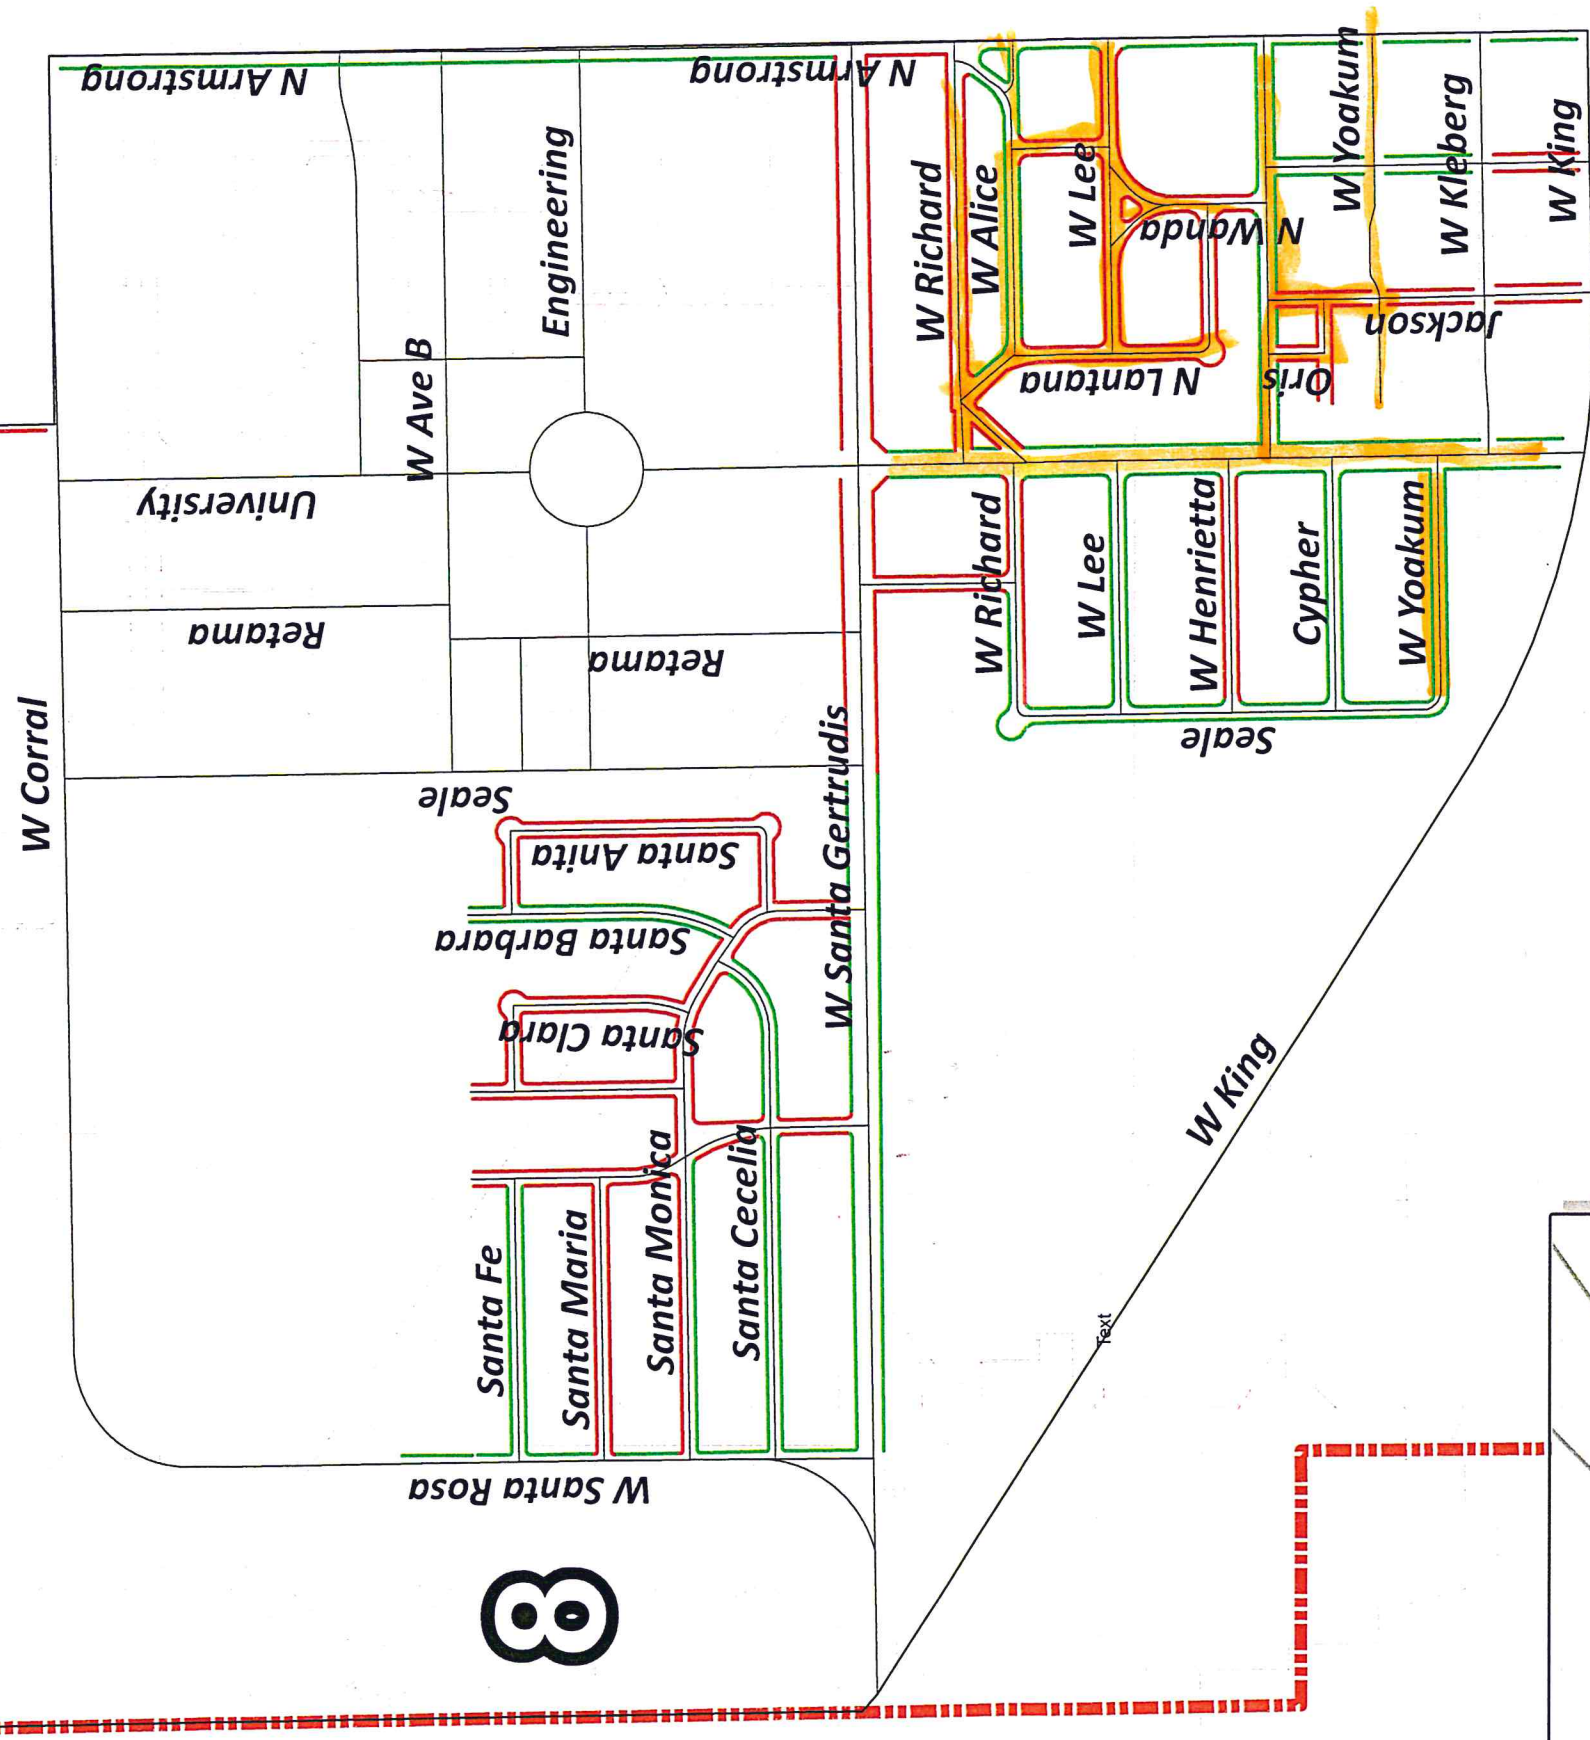 N Armstrong
N Armstrong
W Yoakum
W Kleberg
W King
Engineering
W Richard
W Alice
W Lee
N Wanda
Jackson
W Ave B
N Lantana
Oris
University
W Richard
W Lee
W Henrietta
Cypher
W Yoakum
Retama
Retama
W Corral
Seale
Seale
W Santa Gertrudis
Santa Anita
Santa Barbara
Santa Clara
W King
Santa Fe
Santa Maria
Santa Monica
Santa Cecelia
Text
W Santa Rosa
8